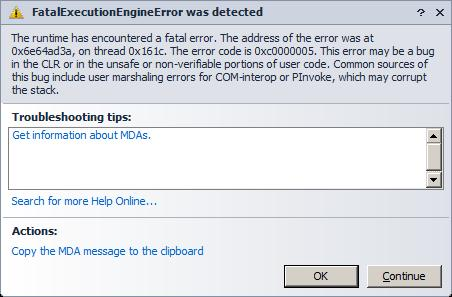 FatalExecutionEngineError was detected
The runtime has encountered a fatal error. The address of the error was at
0x6e64ad3a, on thread 0x161c. The error code is 0xc0000005. This error may be a bug
in the CLR or in the unsafe or non-verifiable portions of user code. Common sources of
this bug include user marshaling errors for COM-interop or PInvoke, which may corrupt
the stack.
Troubleshooting tips:
Get information about MDAs.
Search for more Help Online...
Actions:
Copy the MDA message to the clipboard
OK
Continue